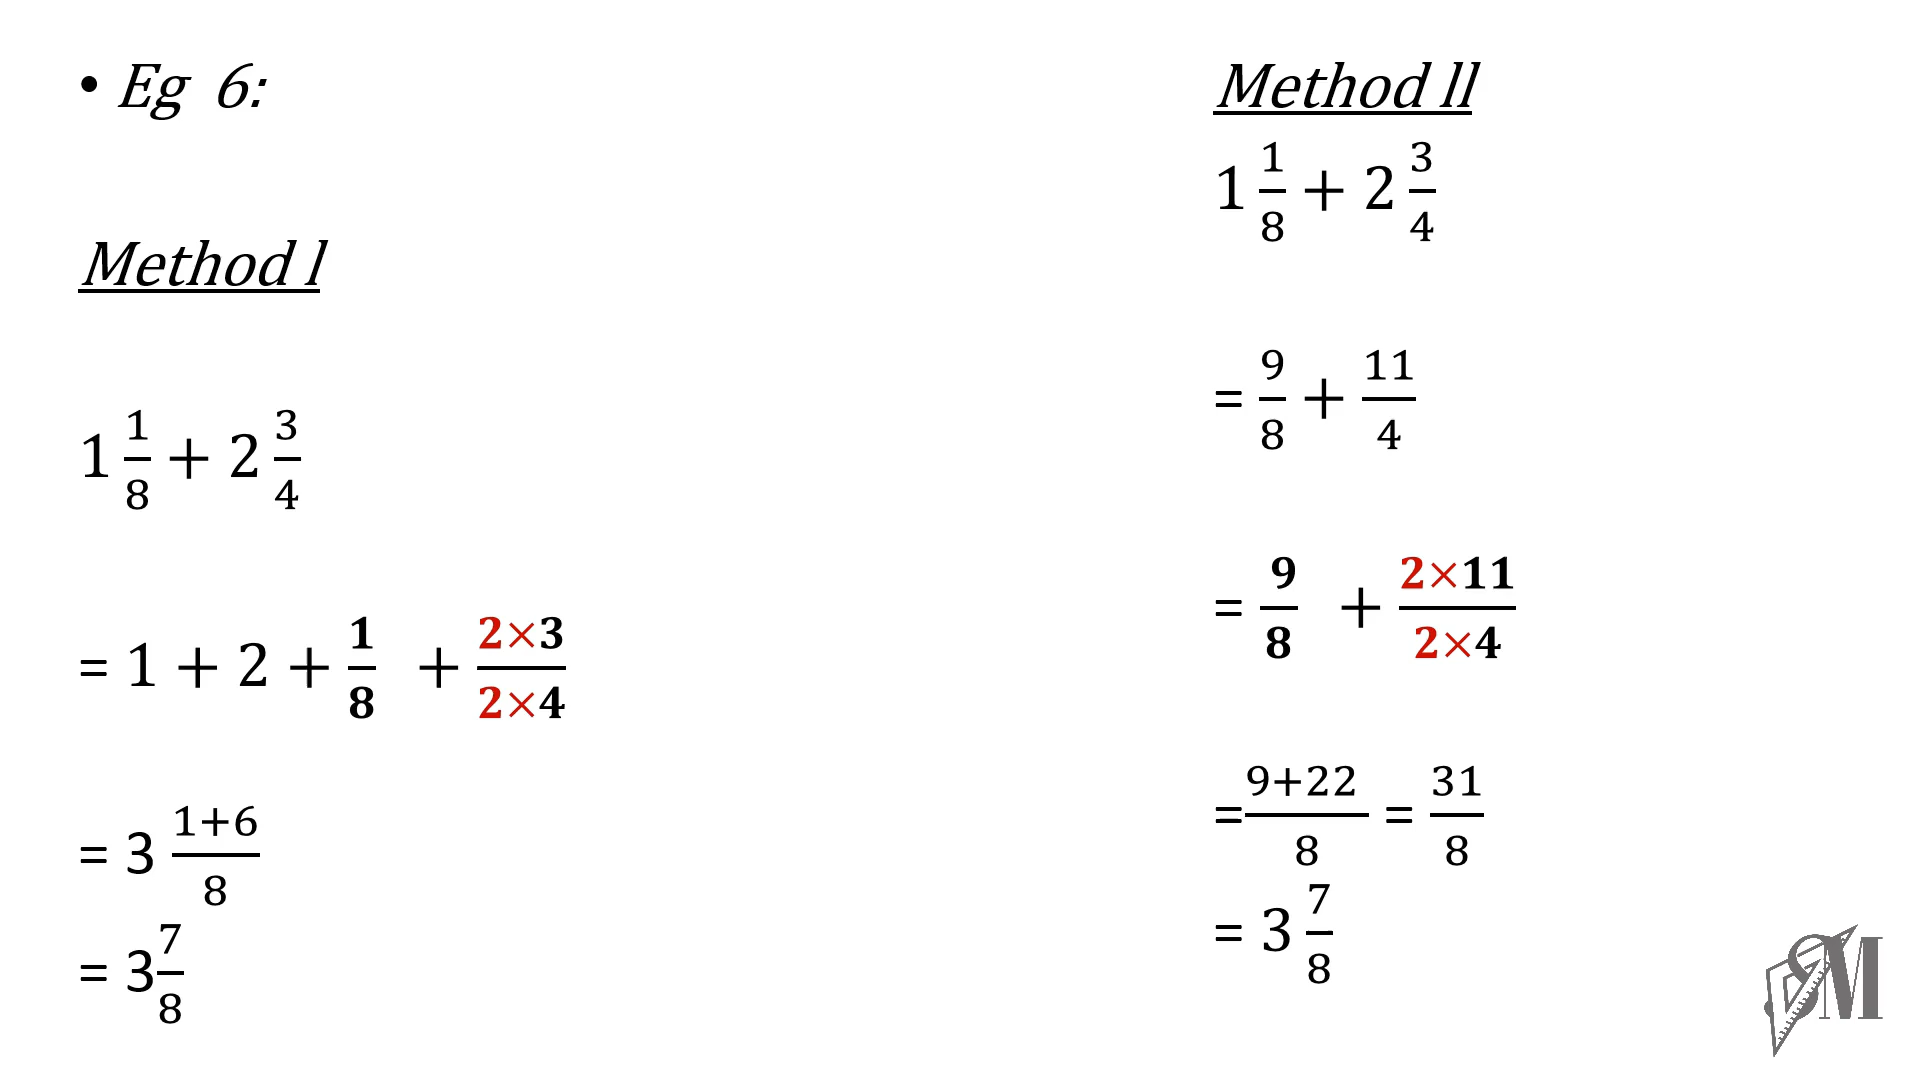 • Eg 6:
Method l
1 1/8 + 2 3/4
= 1 + 2 + 1/8 + 2×3/2×4
= 3 1+6/8
= 3 7/8
Method ll
1 1/8 + 2 3/4
= 9/8 + 11/4
= 9/8 + 2×11/2×4
= 9+22/8 = 31/8
= 3 7/8
SM